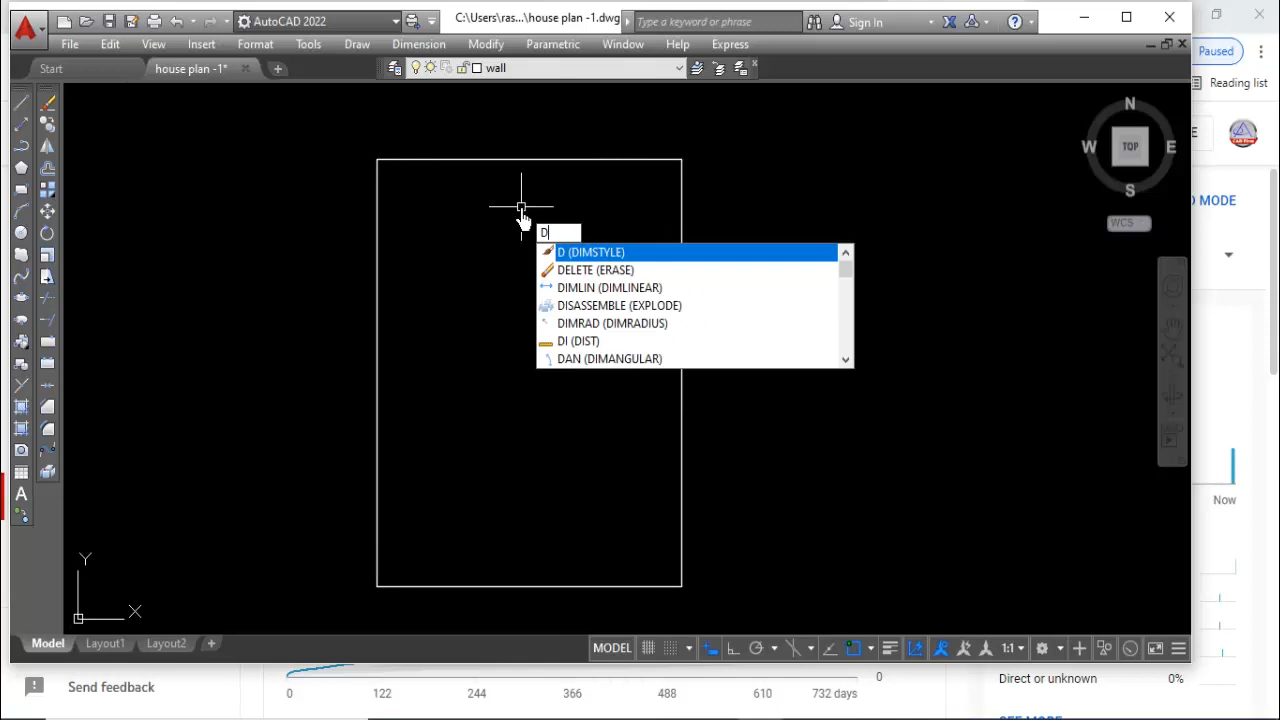 AutoCAD 2022
C:\Users\ras...\house plan -1.dwg
Type a keyword or phrase
Sign In
File Edit View Insert Format Tools Draw Dimension Modify Parametric Window Help Express
Paused
Start
house plan -1*
wall
Reading list
E
N
W
TOP
E
S
WCS
D MODE
D
D (DIMSTYLE)
DELETE (ERASE)
DIMLIN (DIMLINEAR)
DISASSEMBLE (EXPLODE)
DIMRAD (DIMRADIUS)
DI (DIST)
DAN (DIMANGULAR)
A
Now
Y
X
Model
Layout1
Layout2
MODEL
1:1
Send feedback
0
122
244
366
488
610
732 days
0
Direct or unknown
0%